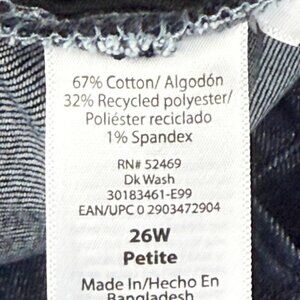 67% Cotton/ Algodón
32% Recycled polyester/
Poliéster reciclado
1% Spandex
RN# 52469
Dk Wash
30183461-E99
EAN/UPC 0 2903472904
26W
Petite
Made In/Hecho En
Bangladesh